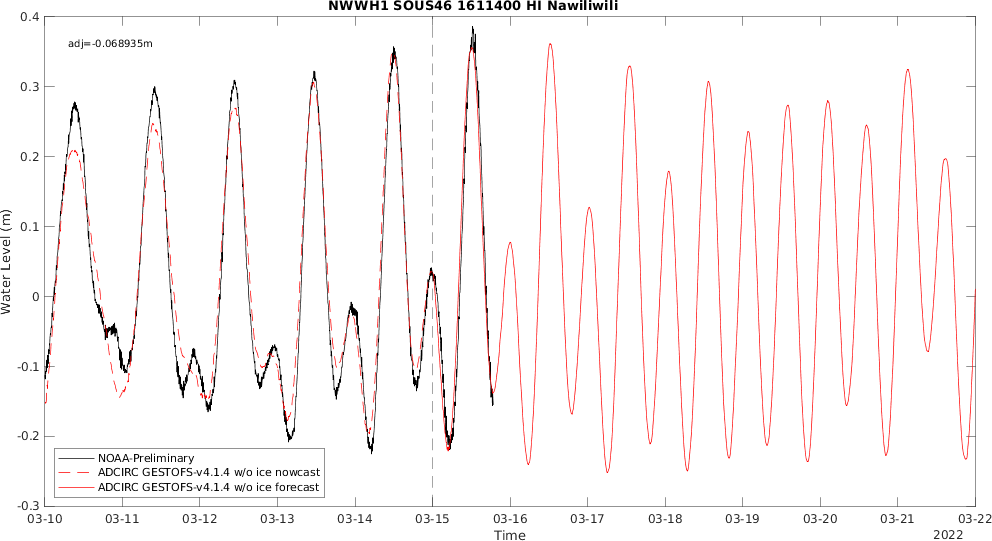 NWWH1 SOUS46 1611400 HI Nawiliwili
adj=-0.068935m
Water Level (m)
0.4
0.3
0.2
0.1
0
-0.1
-0.2
-0.3
NOAA-Preliminary
ADCIRC GESTOFS-v4.1.4 w/o ice nowcast
ADCIRC GESTOFS-v4.1.4 w/o ice forecast
03-10 03-11 03-12 03-13 03-14 03-15 03-16 03-17 03-18 03-19 03-20 03-21 03-22
Time
2022